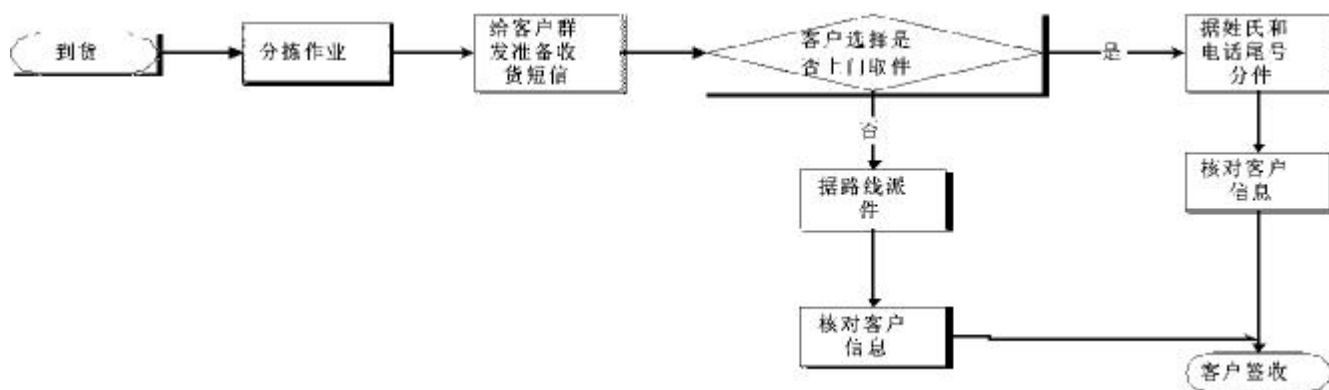 到货
分拣作业
给客户群
发准备收
货短信
客户选择是
否上门取件
是
据姓氏和
电话尾号
分件
否
核对客户
信息
据路线派
件
核对客户
信息
客户签收